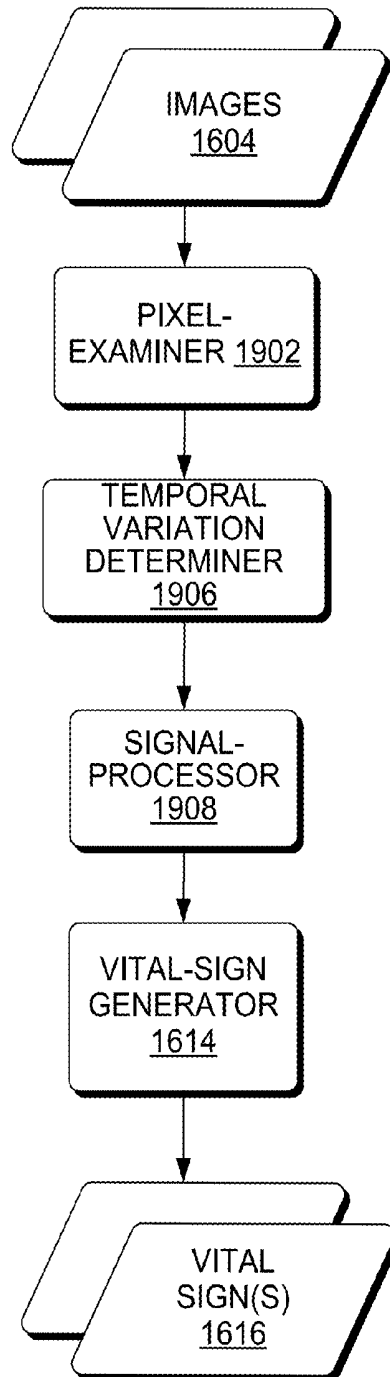 IMAGES
1604
PIXEL-
EXAMINER 1902
TEMPORAL
VARIATION
DETERMINER
1906
SIGNAL-
PROCESSOR
1908
VITAL-SIGN
GENERATOR
1614
VITAL
SIGN(S)
1616